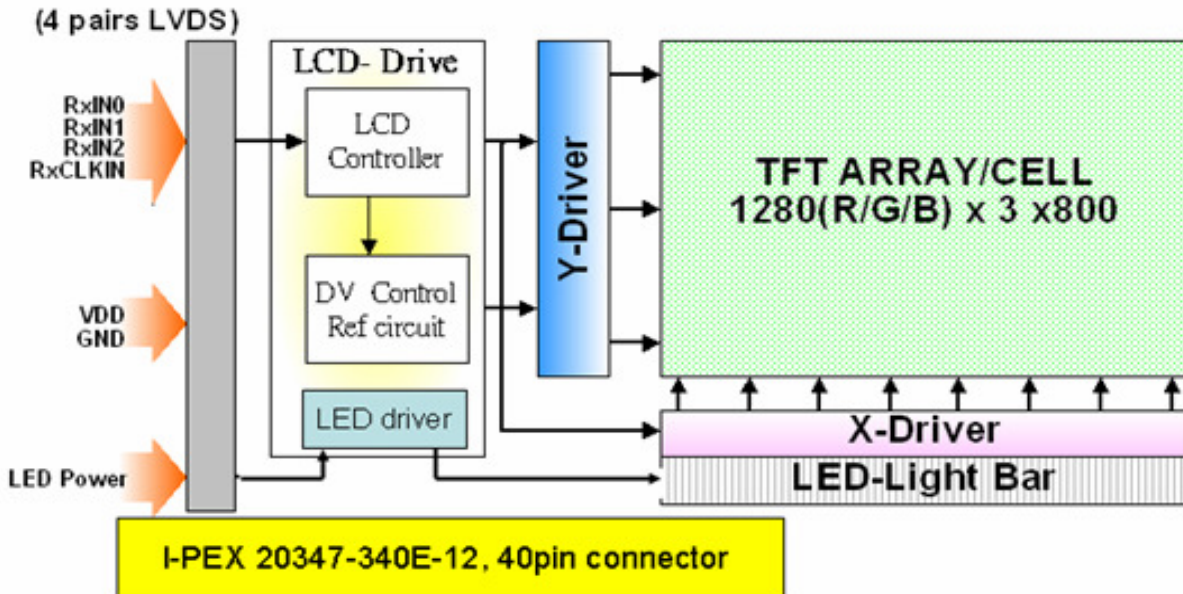 (4 pairs LVDS)
RxIN0
RxIN1
RxIN2
RxCLKIN
VDD
GND
LED Power
LCD- Drive
LCD
Controller
DV Control
Ref circuit
LED driver
Y-Driver
TFT ARRAY/CELL
1280(R/G/B) x 3 x800
X-Driver
LED-Light Bar
I-PEX 20347-340E-12, 40pin connector